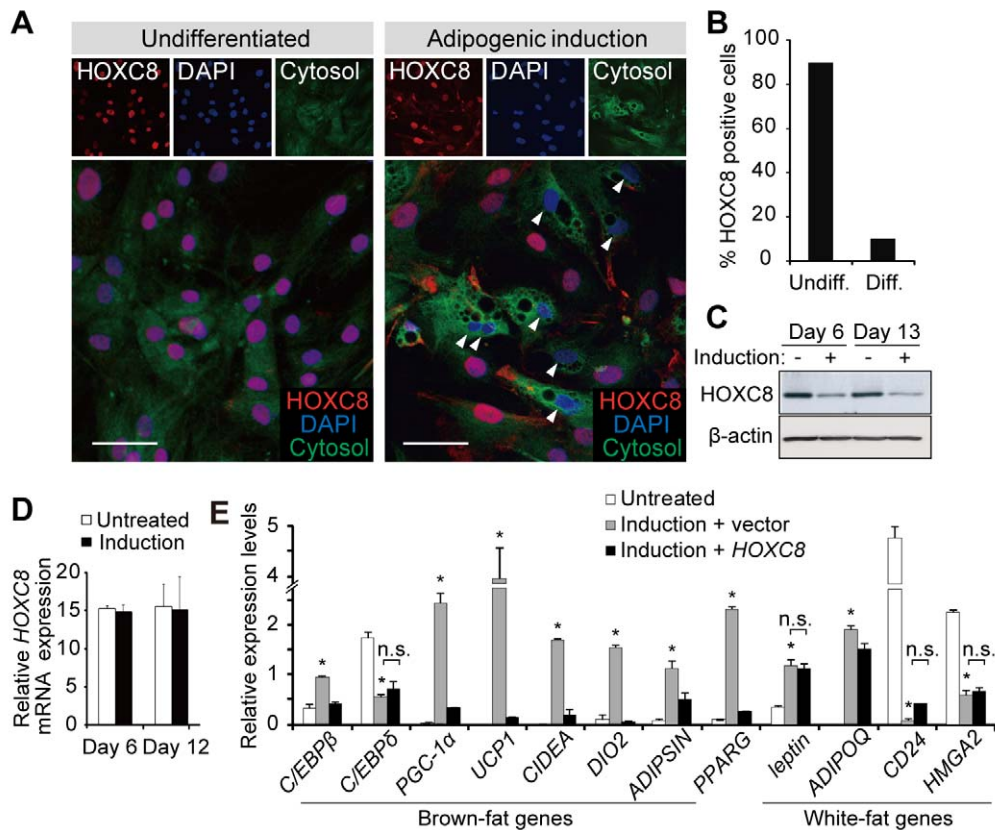 A
Undifferentiated
Adipogenic induction
HOXC8 DAPI Cytosol
HOXC8 DAPI Cytosol
HOXC8
DAPI
Cytosol
HOXC8
DAPI
Cytosol
B
% HOXC8 positive cells
100
80
60
40
20
0
Undiff. Diff.
C
Day 6 Day 13
Induction: - + - +
HOXC8
β-actin
D
Untreated
Induction
Relative HOXC8
mRNA expression
20
15
10
5
0
Day 6 Day 12
E
Untreated
Induction + vector
Induction + HOXC8
Relative expression levels
5
4
2
1
0
* n.s. * * * * * * * n.s. * * * n.s. * n.s.
C/EBPβ C/EBPδ PGC-1α UCP1 CIDEA DIO2 ADIPSIN PPARG leptin ADIPOQ CD24 HMGA2
Brown-fat genes
White-fat genes